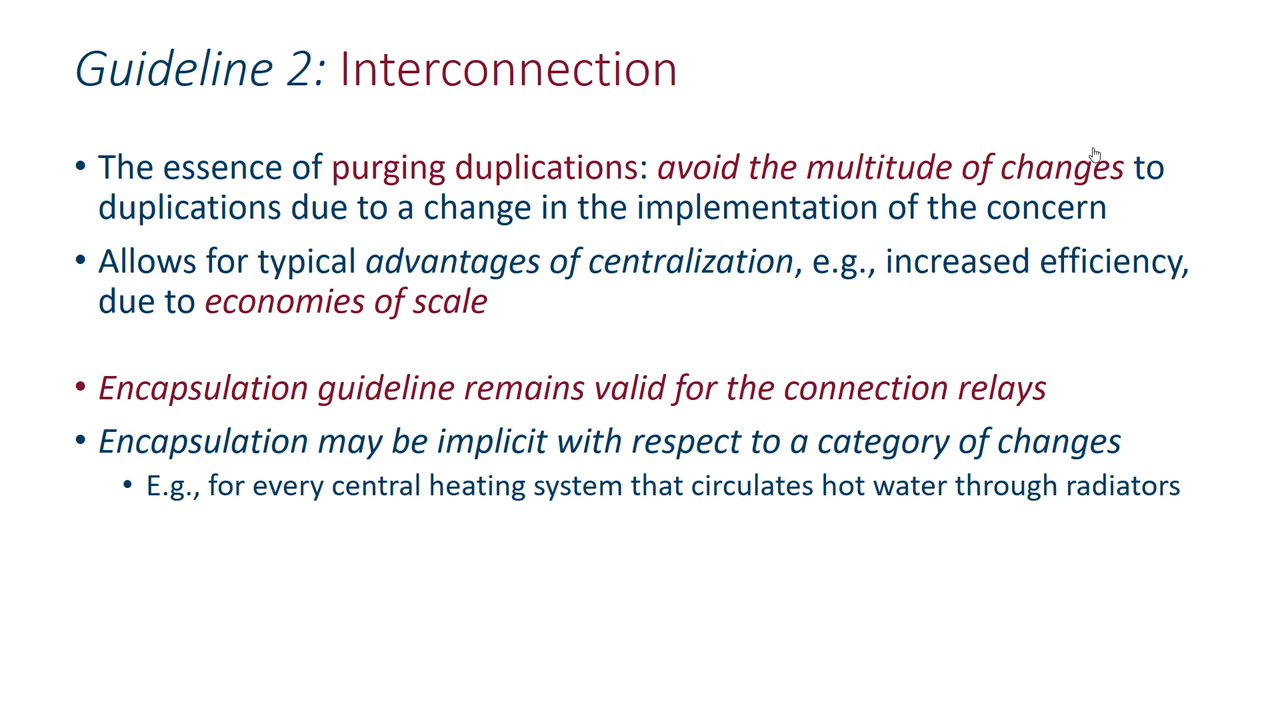 Guideline 2: Interconnection
• The essence of purging duplications: avoid the multitude of changes to
duplications due to a change in the implementation of the concern
• Allows for typical advantages of centralization, e.g., increased efficiency,
due to economies of scale
• Encapsulation guideline remains valid for the connection relays
• Encapsulation may be implicit with respect to a category of changes
• E.g., for every central heating system that circulates hot water through radiators